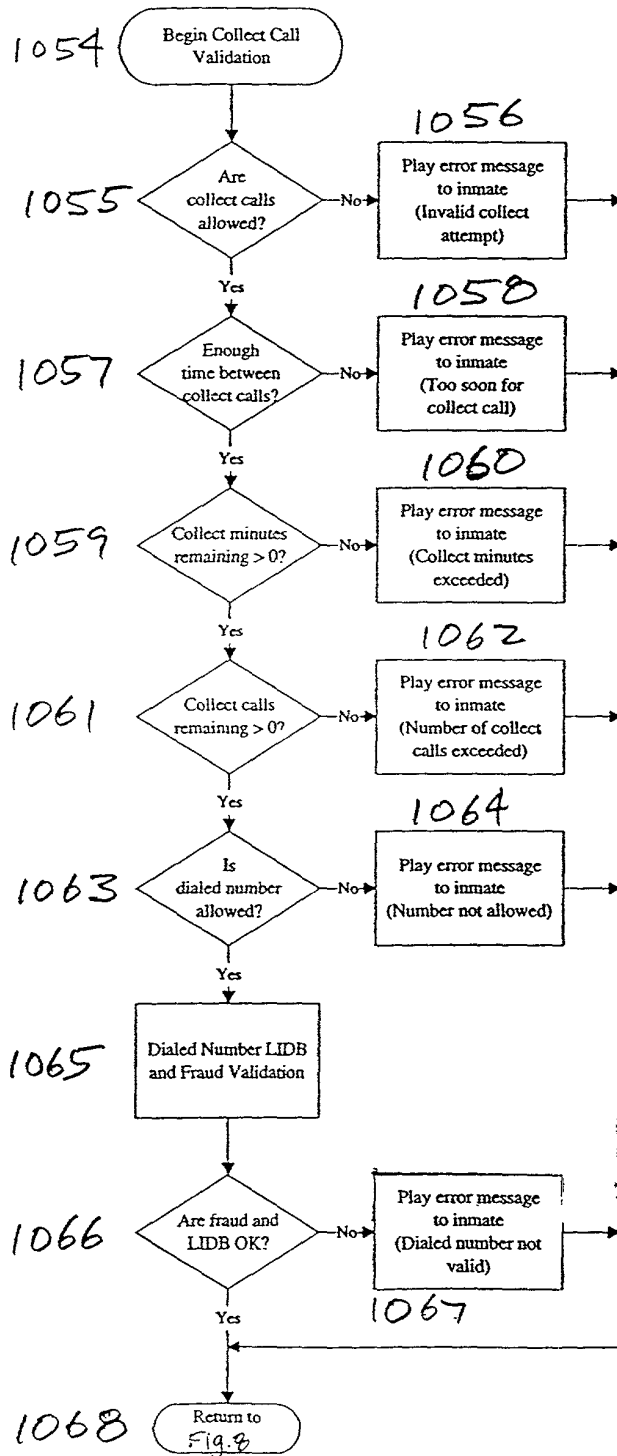 1054
Begin Collect Call
Validation
1055
Are
collect calls
allowed?
No
1056
Play error message
to inmate
(Invalid collect
attempt)
Yes
1057
Enough
time between
collect calls?
No
1058
Play error message
to inmate
(Too soon for
collect call)
Yes
1059
Collect minutes
remaining > 0?
No
1060
Play error message
to inmate
(Collect minutes
exceeded)
Yes
1061
Collect calls
remaining > 0?
No
1062
Play error message
to inmate
(Number of collect
calls exceeded)
Yes
1063
Is
dialed number
allowed?
No
1064
Play error message
to inmate
(Number not allowed)
Yes
1065
Dialed Number LIDB
and Fraud Validation
1066
Are fraud and
LIDB OK?
No
Play error message
to inmate
(Dialed number not
valid)
1067
Yes
1068
Return to
Fig.8